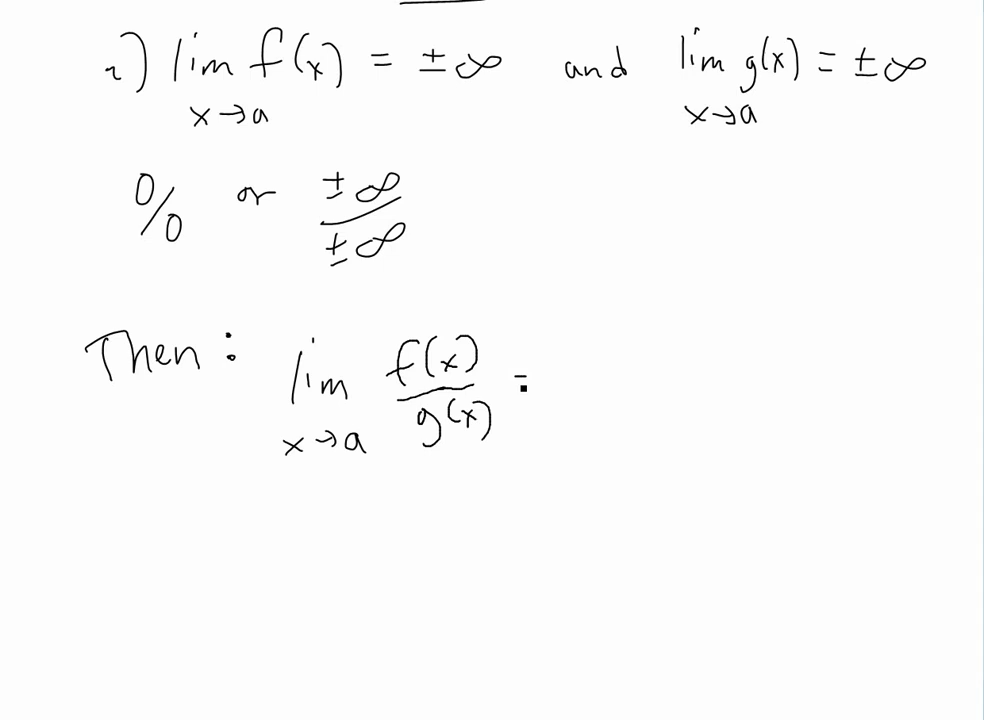 2) lim f(x) = ±∞ and lim g(x) = ±∞
x→a x→a
0/0 or ±∞/±∞
Then: lim f(x)/g(x) =
x→a